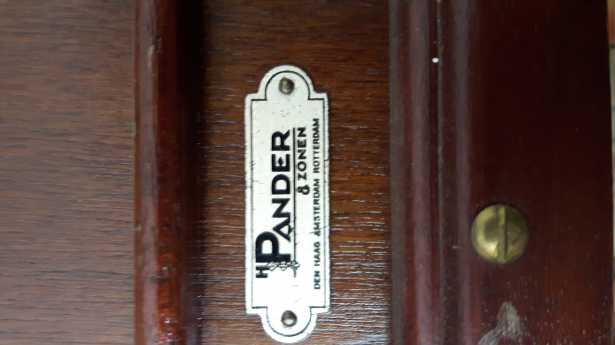 H PANDER
& ZONEN
DEN HAAG AMSTERDAM ROTTERDAM